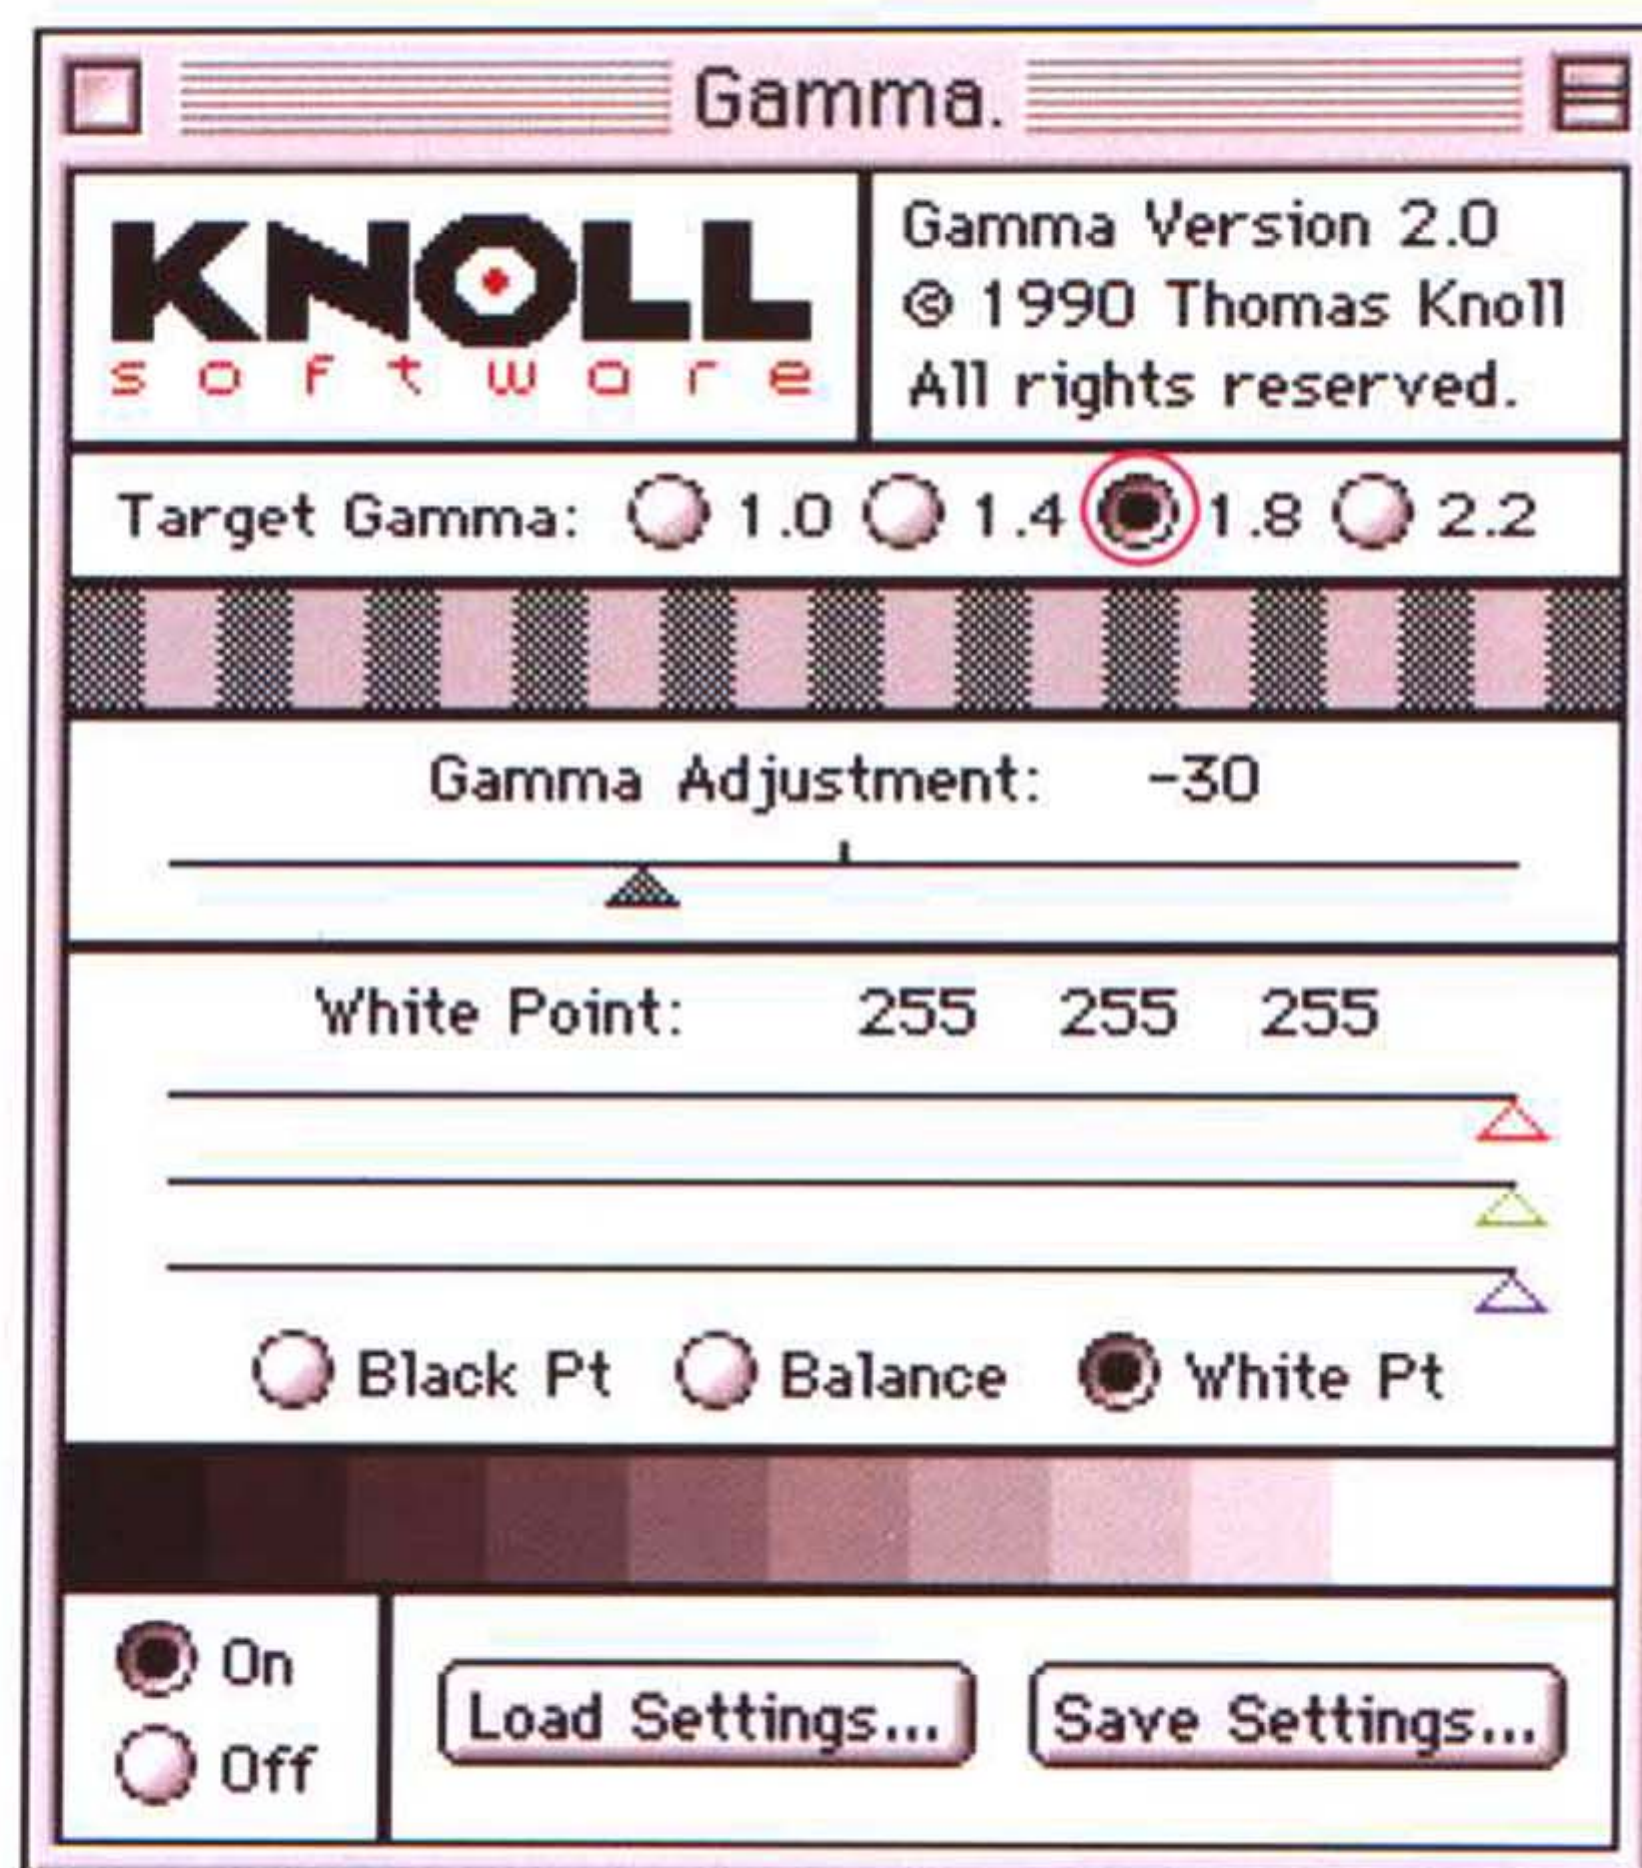 Gamma.
KNOLL
software
Gamma Version 2.0
© 1990 Thomas Knoll
All rights reserved.
Target Gamma: 1.0 1.4 1.8 2.2
Gamma Adjustment: -30
White Point: 255 255 255
Black Pt Balance White Pt
On
Off
Load Settings...
Save Settings...